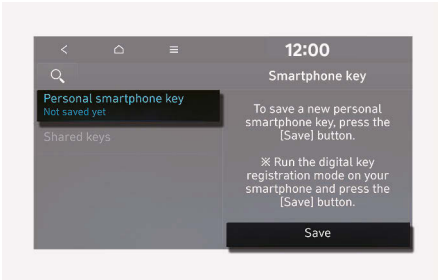 12:00
Smartphone key
Personal smartphone key
Not saved yet
Shared keys
To save a new personal
smartphone key, press the
[Save] button.
※ Run the digital key
registration mode on your
smartphone and press the
[Save] button.
Save